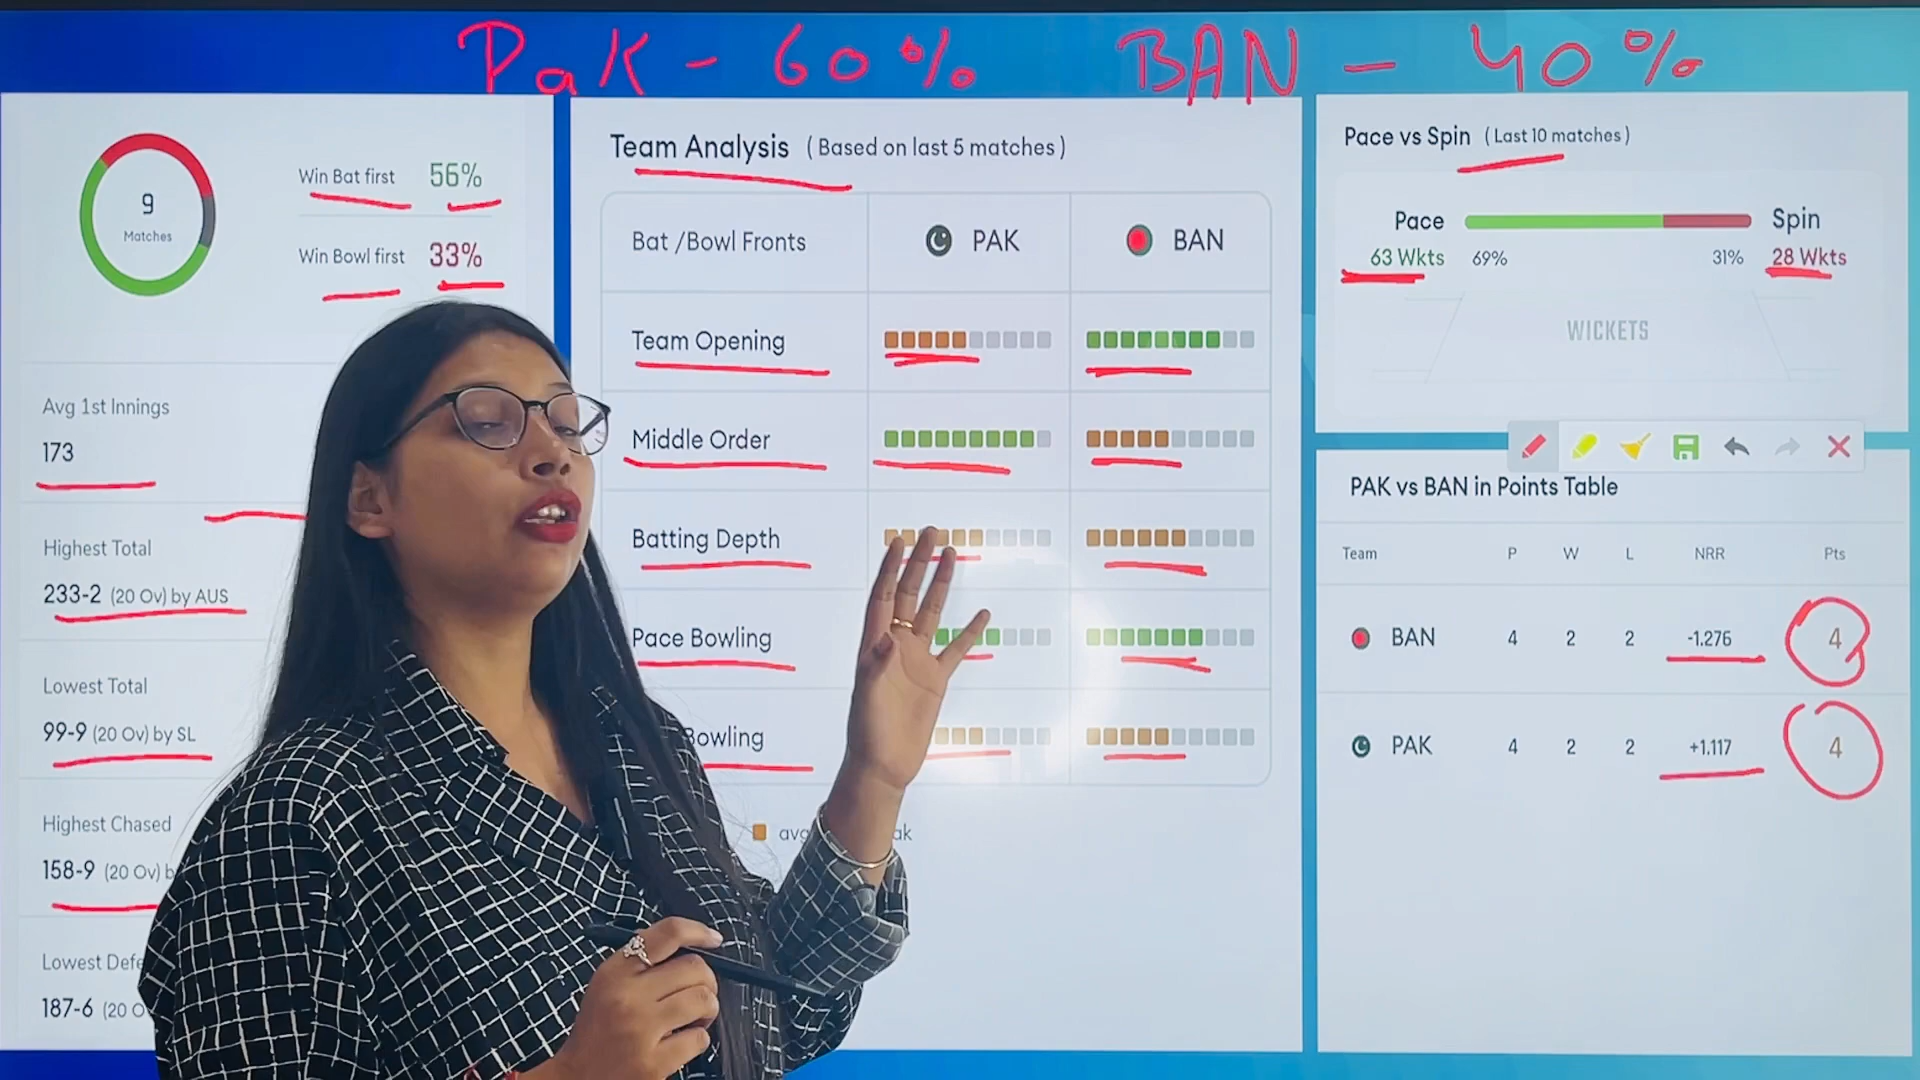 PaK - 60% BAN - 40%
9
Matches
Win Bat first 56%
Win Bowl first 33%
Avg 1st Innings
173
Highest Total
233-2 (20 Ov) by AUS
Lowest Total
99-9 (20 Ov) by SL
Highest Chased
158-9 (20 Ov) b
Lowest Defe
187-6 (20 O
Team Analysis (Based on last 5 matches)
Bat /Bowl Fronts PAK BAN
Team Opening
Middle Order
Batting Depth
Pace Bowling
Bowling
Pace vs Spin (Last 10 matches)
Pace Spin
63 Wkts 69% 31% 28 Wkts
WICKETS
PAK vs BAN in Points Table
Team P W L NRR Pts
BAN 4 2 2 -1.276 4
PAK 4 2 2 +1.117 4